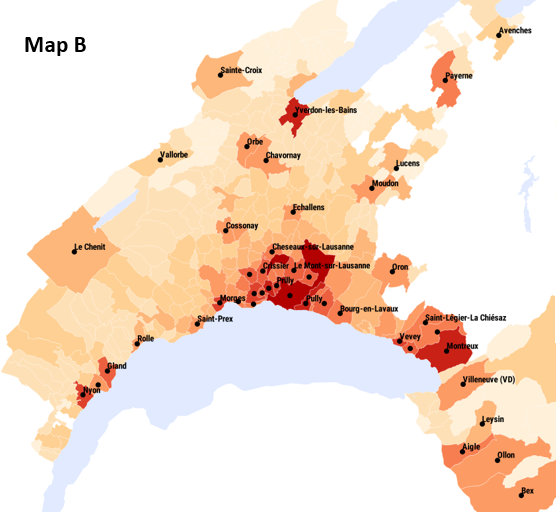 Map B
Avenches
Sainte-Croix
Payerne
Yverdon-les-Bains
Orbe
Vallorbe
Chavornay
Lucens
Moudon
Echallens
Cossonay
Le Chenit
Cheseaux-sur-Lausanne
Crissier
Le Mont-sur-Lausanne
Oron
Prilly
Morges
Pully
Bourg-en-Lavaux
Saint-Prex
Saint-Légier-La Chiésaz
Rolle
Vevey
Montreux
Gland
Villeneuve (VD)
Nyon
Leysin
Aigle
Ollon
Bex